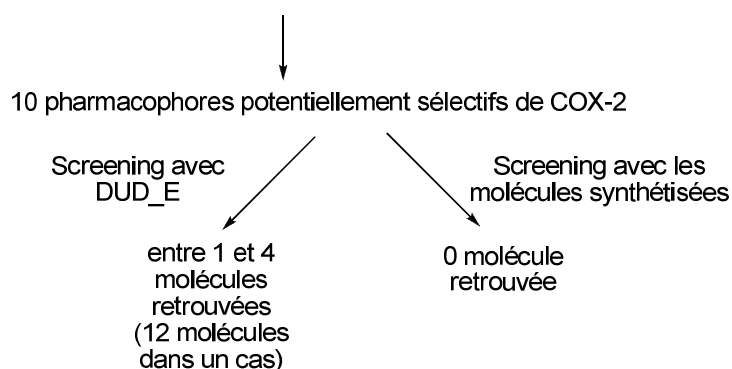 10 pharmacophores potentiellement sélectifs de COX-2
Screening avec
DUD_E
Screening avec les
molécules synthétisées
entre 1 et 4
molécules
retrouvées
(12 molécules
dans un cas)
0 molécule
retrouvée